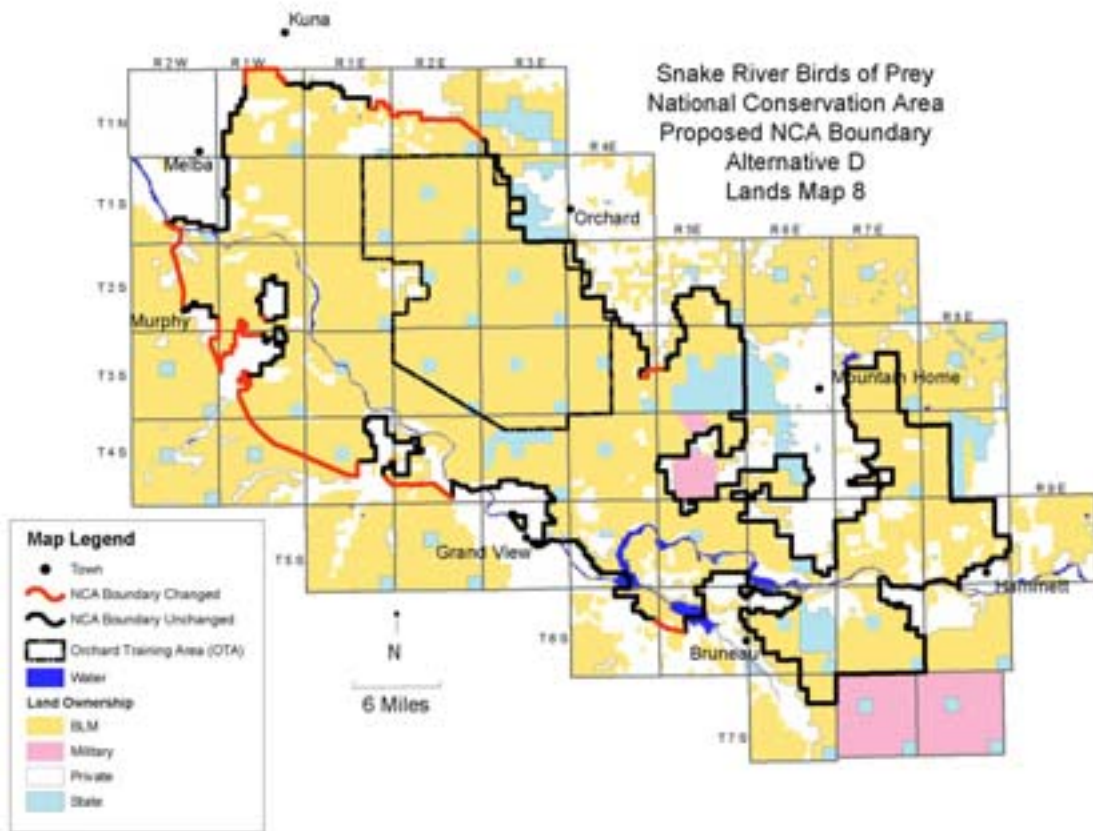 Kuna
R 2 W
R 1 W
R 1 E
R 2 E
R 3 E
Snake River Birds of Prey
National Conservation Area
Proposed NCA Boundary
Alternative D
Lands Map 8
T 1 N
Melba
R 4 E
T 1 S
Orchard
R 5 E
R 6 E
R 7 E
T 2 S
Murphy
R 8 E
T 3 S
Mountain Home
T 4 S
R 9 E
Map Legend
Town
NCA Boundary Changed
NCA Boundary Unchanged
Orchard Training Area (OTA)
Water
Land Ownership
BLM
Military
Private
State
T 5 S
Grand View
Hammett
N
6 Miles
T 6 S
Bruneau
T 7 S